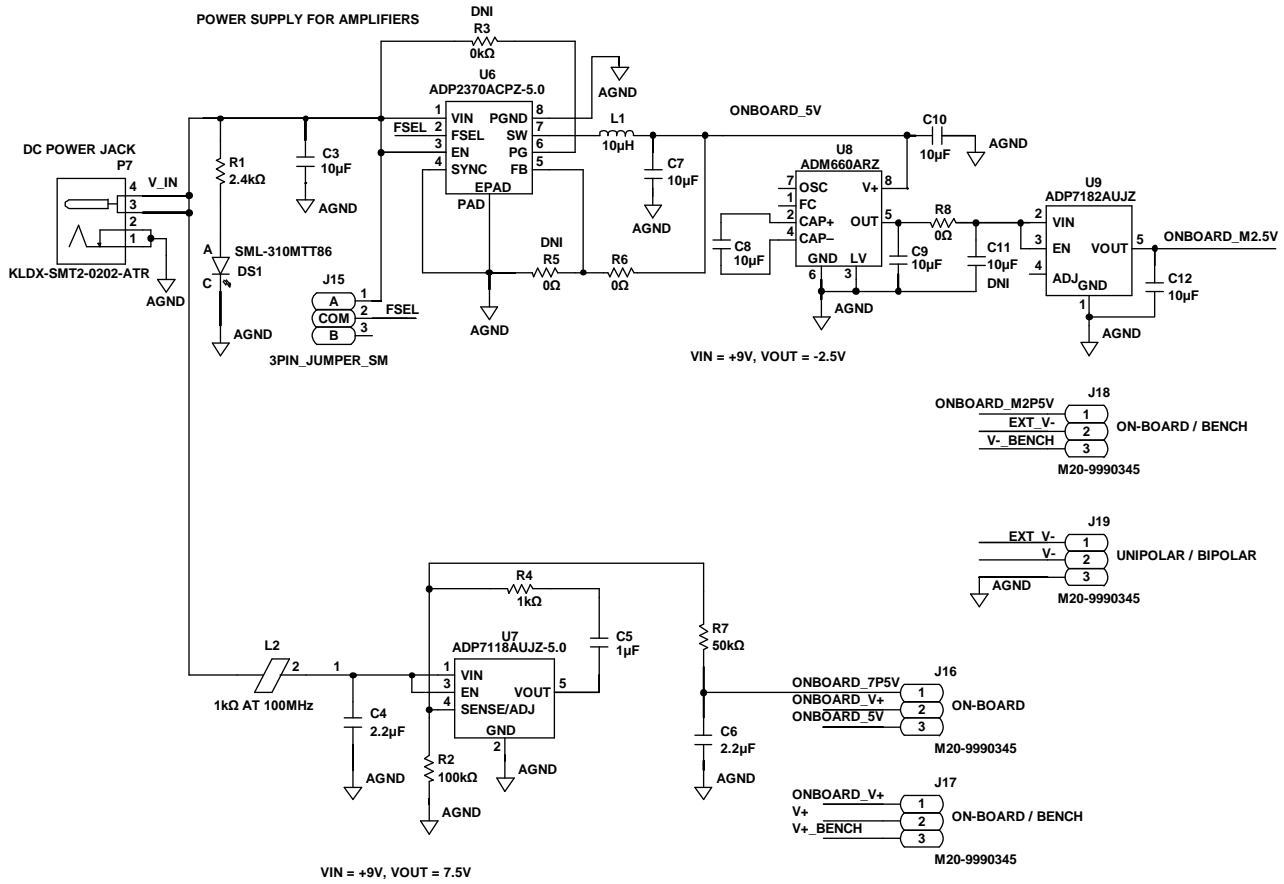 POWER SUPPLY FOR AMPLIFIERS
DNI
R3
0kΩ
U6
ADP2370ACPZ-5.0
1 VIN PGND 8
FSEL 2 FSEL SW 7
3 EN PG 6
4 SYNC FB 5
EPAD
PAD
AGND
L1
10µH
ONBOARD_5V
C7
10µF
C10
10µF
AGND
DC POWER JACK
P7
V_IN
4
3
2
1
KLDX-SMT2-0202-ATR
AGND
R1
2.4kΩ
C3
10µF
AGND
A
SML-310MTT86
DS1
C
AGND
J15
A 1
COM 2 FSEL
B 3
3PIN_JUMPER_SM
DNI
R5
0Ω
R6
0Ω
AGND
AGND
U8
ADM660ARZ
7 OSC V+ 8
1 FC
2 CAP+ OUT 5
4 CAP–
GND LV
6 3
C8
10µF
AGND
C9
10µF
R8
0Ω
C11
10µF
DNI
U9
ADP7182AUJZ
2 VIN
3 EN VOUT 5
4 ADJ GND
1
ONBOARD_M2.5V
C12
10µF
AGND
VIN = +9V, VOUT = -2.5V
J18
ONBOARD_M2P5V 1
EXT_V- 2 ON-BOARD / BENCH
V-_BENCH 3
M20-9990345
J19
EXT_V- 1
V- 2 UNIPOLAR / BIPOLAR
AGND 3
M20-9990345
R4
1kΩ
C5
1µF
U7
ADP7118AUJZ-5.0
1 VIN
3 EN VOUT 5
4 SENSE/ADJ
GND
2
AGND
L2
2 1
1kΩ AT 100MHz
C4
2.2µF
AGND
R2
100kΩ
AGND
R7
50kΩ
C6
2.2µF
AGND
J16
ONBOARD_7P5V 1
ONBOARD_V+ 2 ON-BOARD
ONBOARD_5V 3
M20-9990345
J17
ONBOARD_V+ 1
V+ 2 ON-BOARD / BENCH
V+_BENCH 3
M20-9990345
VIN = +9V, VOUT = 7.5V